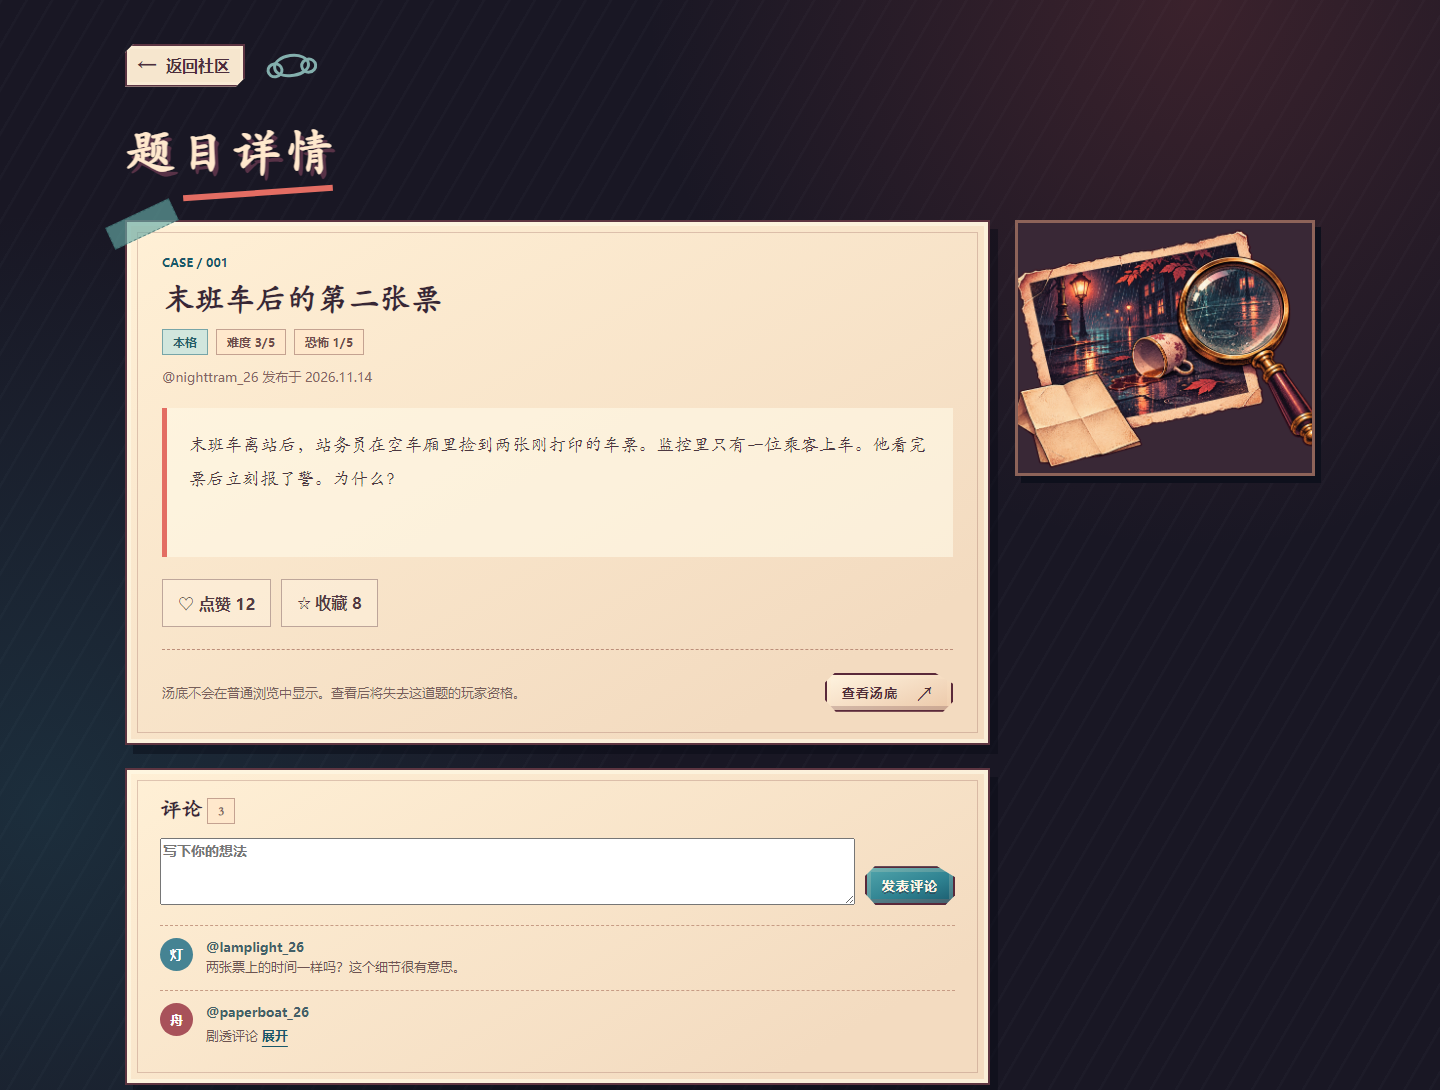 ← 返回社区
题目详情
CASE / 001
末班车后的第二张票
本格 难度 3/5 恐怖 1/5
@nighttram_26 发布于 2026.11.14
末班车离站后，站务员在空车厢里捡到两张刚打印的车票。监控里只有一位乘客上车。他看完
票后立刻报了警。为什么？
♡ 点赞 12 ☆ 收藏 8
汤底不会在普通浏览中显示。查看后将失去这道题的玩家资格。
查看汤底 ↗
评论 3
写下你的想法
发表评论
灯 @lamplight_26
两张票上的时间一样吗？这个细节很有意思。
舟 @paperboat_26
剧透评论 展开